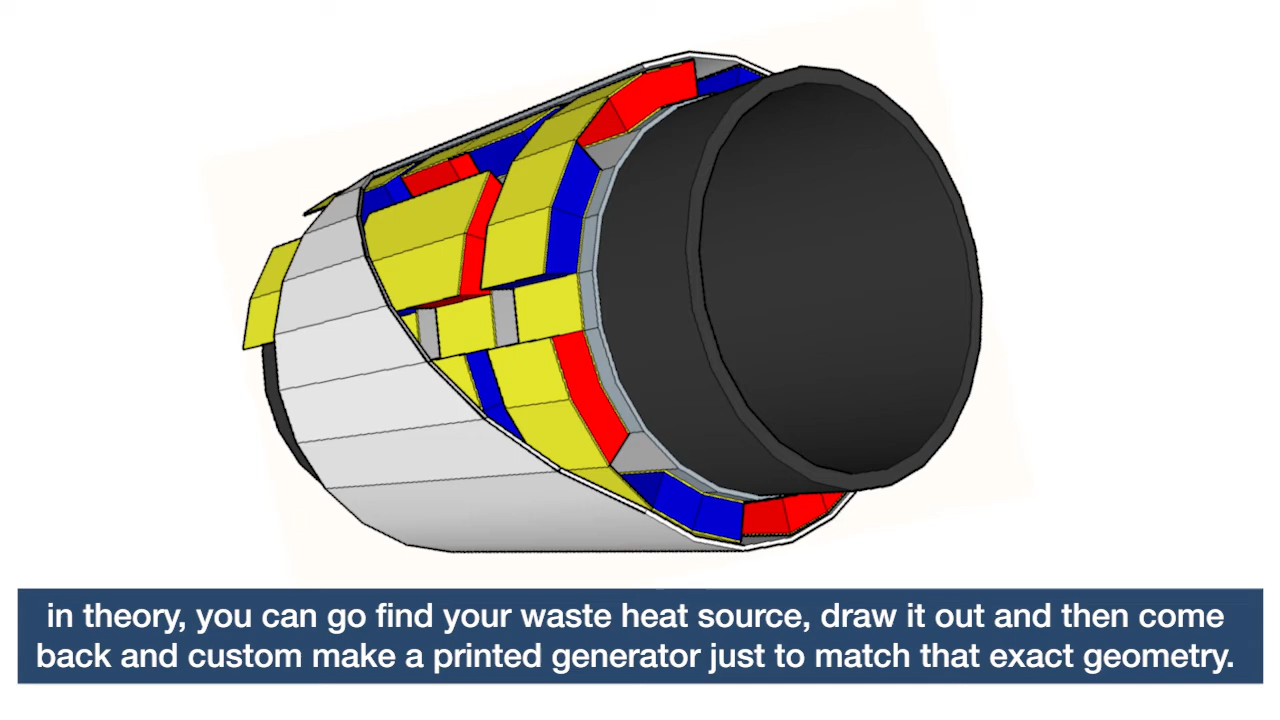 in theory, you can go find your waste heat source, draw it out and then come
back and custom make a printed generator just to match that exact geometry.